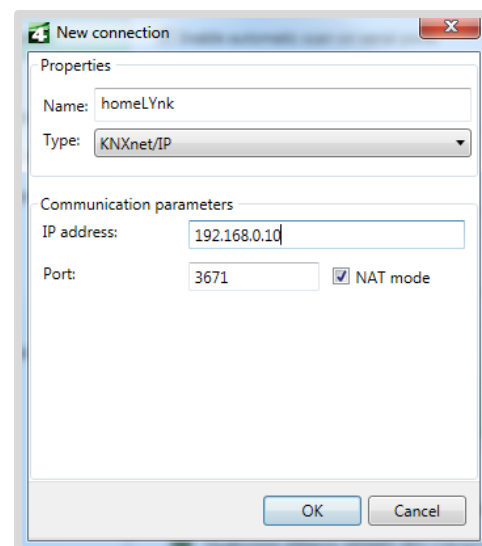 4 New connection
Properties
Name: homeLYnk
Type: KNXnet/IP
Communication parameters
IP address: 192.168.0.10
Port: 3671 NAT mode
OK Cancel